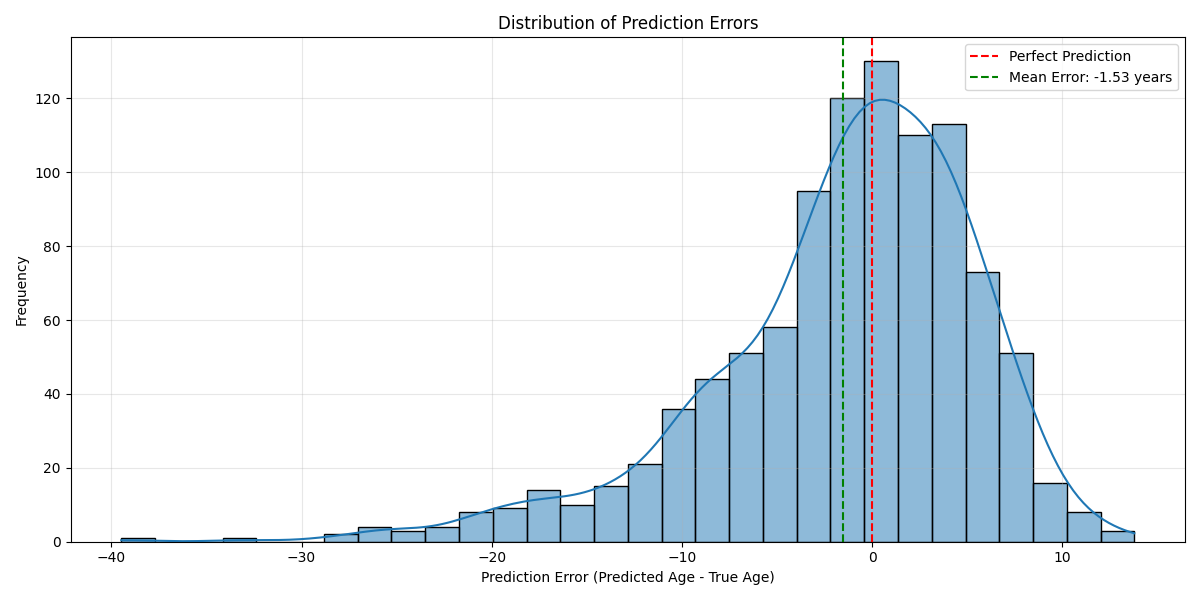 Distribution of Prediction Errors
Perfect Prediction
Mean Error: -1.53 years
Frequency
120
100
80
60
40
20
0
−40
−30
−20
−10
0
10
Prediction Error (Predicted Age - True Age)